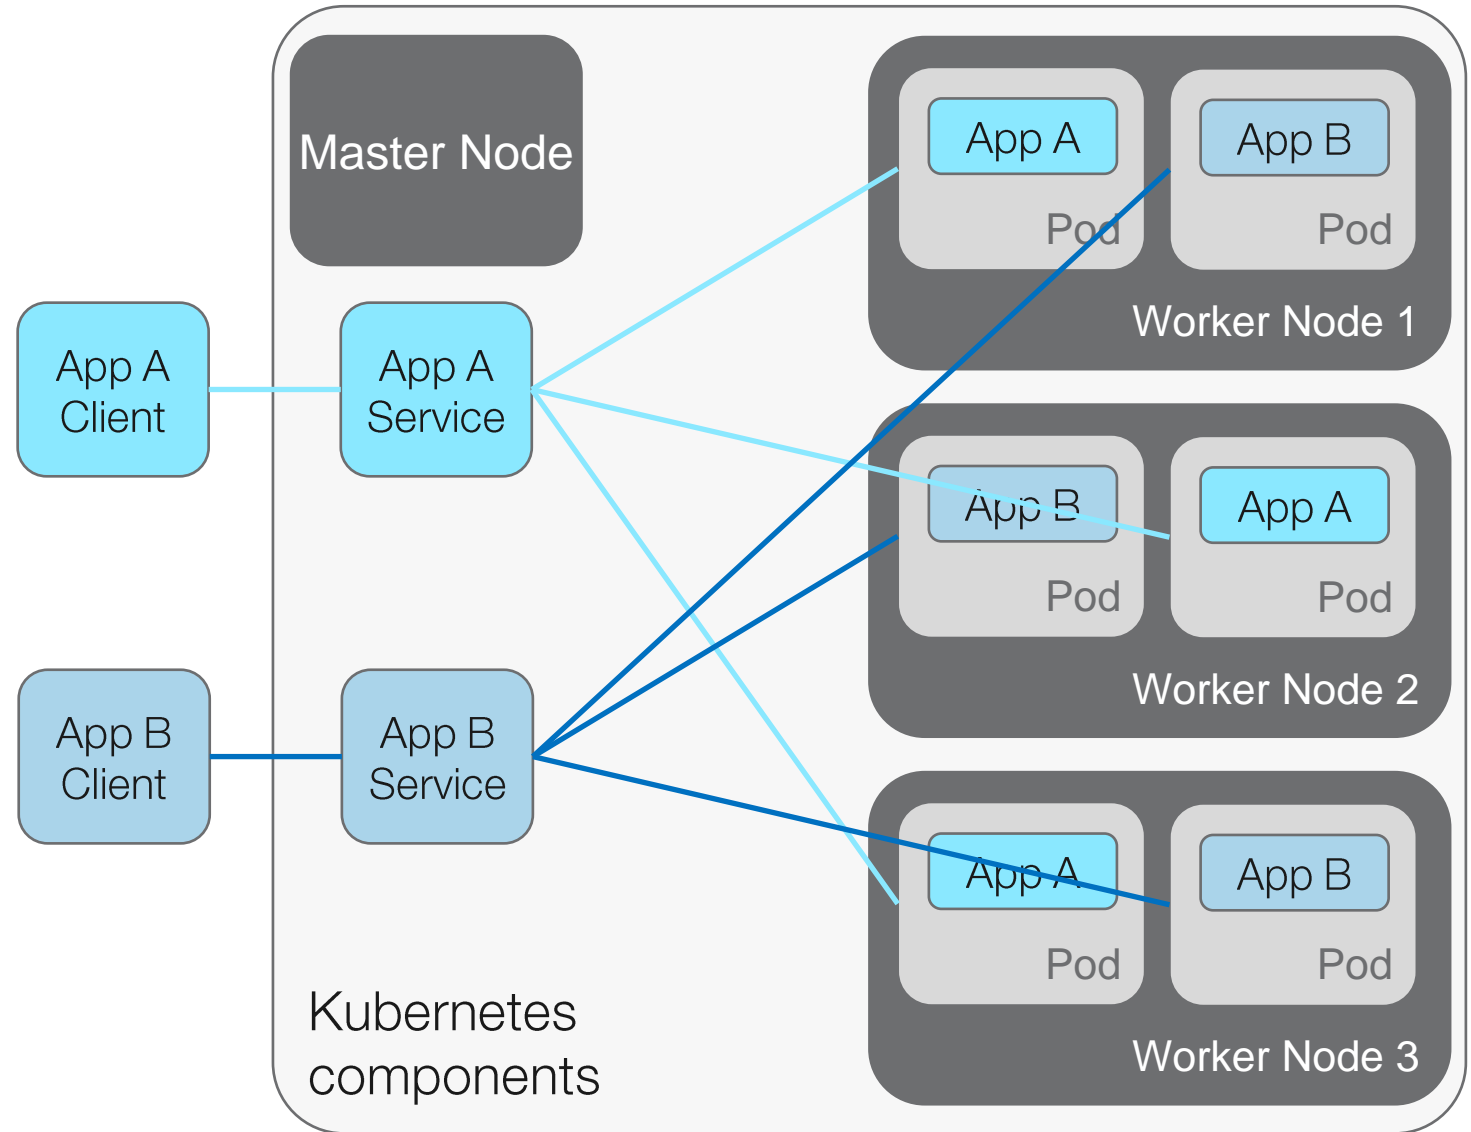 Master Node
App A
Pod
App B
Pod
Worker Node 1
App A
Client
App A
Service
App B
Pod
App A
Pod
Worker Node 2
App B
Client
App B
Service
App A
Pod
App B
Pod
Worker Node 3
Kubernetes
components